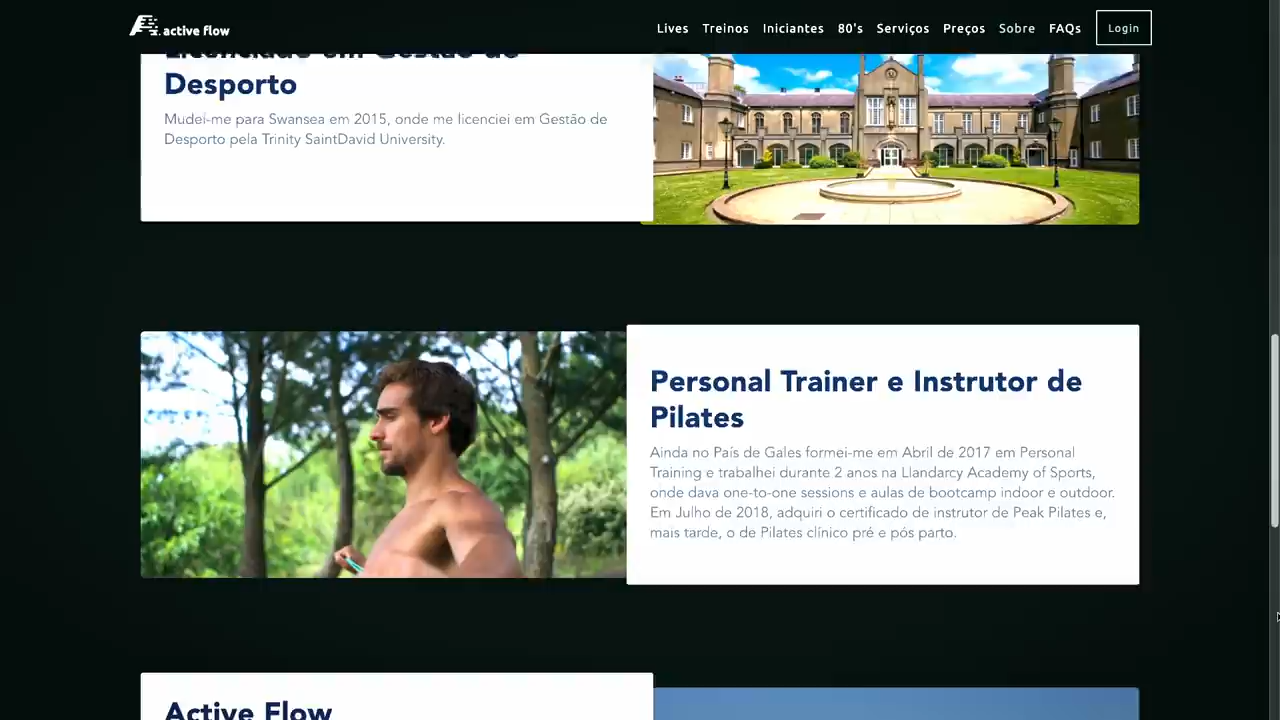 active flow
Lives Treinos Iniciantes 80's Serviços Preços Sobre FAQs Login
Licenciado em Gestão do
Desporto
Mudei-me para Swansea em 2015, onde me licenciei em Gestão de
Desporto pela Trinity SaintDavid University.
Personal Trainer e Instrutor de
Pilates
Ainda no País de Gales formei-me em Abril de 2017 em Personal
Training e trabalhei durante 2 anos na Llandarcy Academy of Sports,
onde dava one-to-one sessions e aulas de bootcamp indoor e outdoor.
Em Julho de 2018, adquiri o certificado de instrutor de Peak Pilates e,
mais tarde, o de Pilates clínico pré e pós parto.
Active Flow